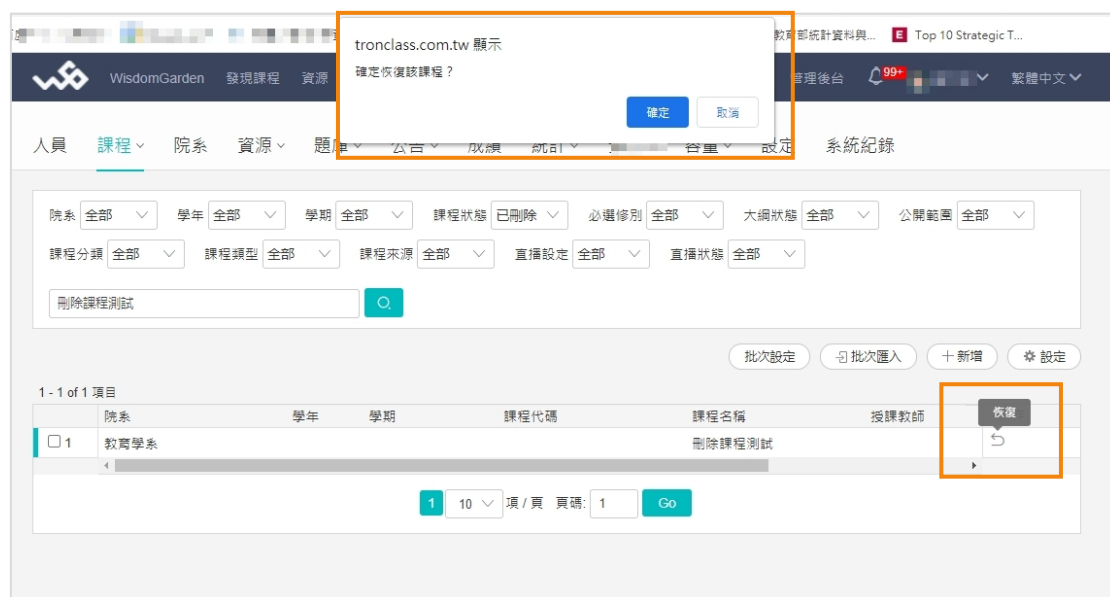 tronclass.com.tw 顯示
確定恢復該課程？
確定 取消
教育部統計資料與... E Top 10 Strategic T...
WisdomGarden 發現課程 資源 管理後台 99+ 繁體中文
人員 課程 院系 資源 題庫 公告 成績 統計 容量 設定 系統紀錄
院系 全部 學年 全部 學期 全部 課程狀態 已刪除 必選修別 全部 大綱狀態 全部 公開範圍 全部
課程分類 全部 課程類型 全部 課程來源 全部 直播設定 全部 直播狀態 全部
刪除課程測試
批次設定 批次匯入 新增 設定
1 - 1 of 1 項目
院系 學年 學期 課程代碼 課程名稱 授課教師 恢復
1 教育學系 刪除課程測試
1 10 項 / 頁 頁碼: 1 Go